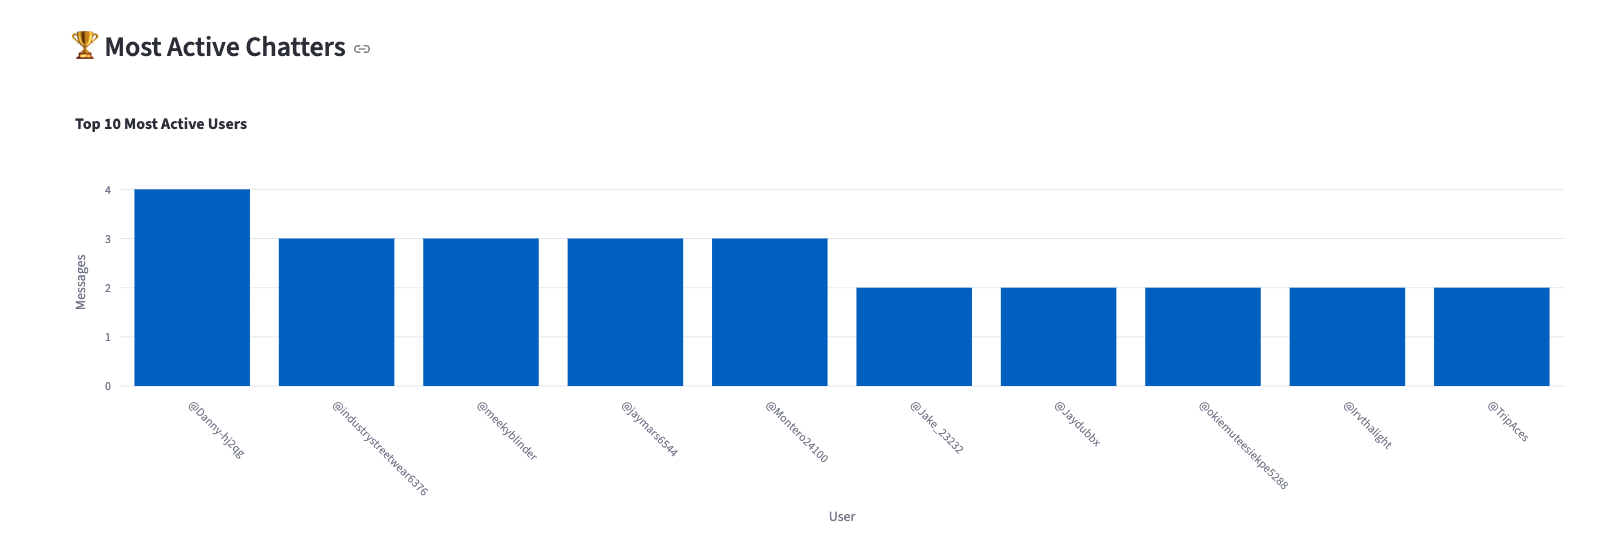 🏆 Most Active Chatters
Top 10 Most Active Users
Messages
4
3
2
1
0
@Danny-hj2qg
@industrystreetwear6376
@meekyblinder
@jaymars6544
@Montero24100
@Jake_23232
@Jaydubbx
@okiemuteesiekpe5288
@lrvthalight
@TripAces
User